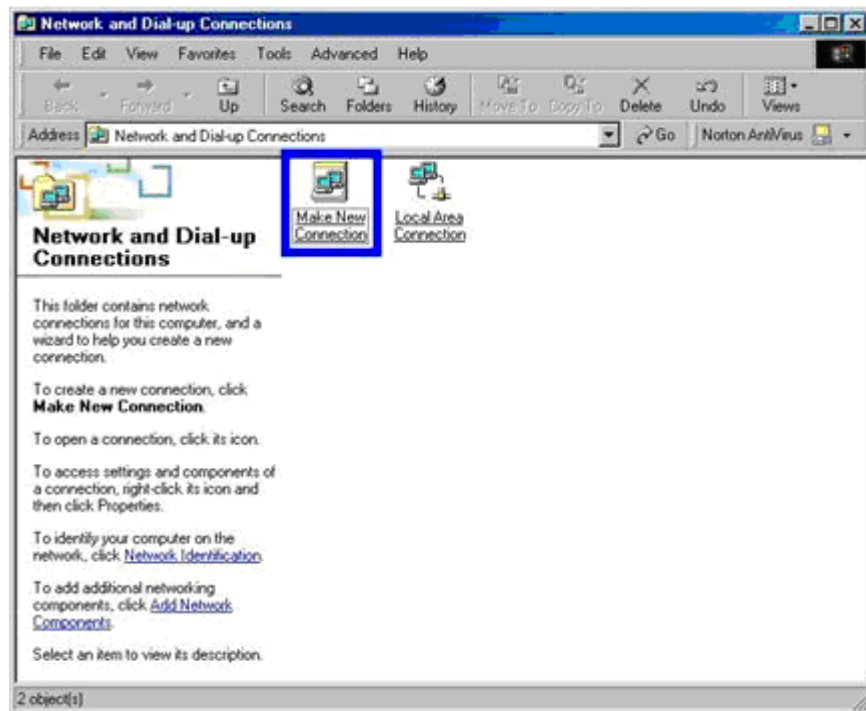 Network and Dial-up Connections
File Edit View Favorites Tools Advanced Help
Back Forward Up Search Folders History Move To Copy To Delete Undo Views
Address Network and Dial-up Connections Go Norton AntiVirus
Make New
Connection
Local Area
Connection
Network and Dial-up
Connections
This folder contains network
connections for this computer, and a
wizard to help you create a new
connection.
To create a new connection, click
Make New Connection.
To open a connection, click its icon.
To access settings and components of
a connection, right-click its icon and
then click Properties.
To identify your computer on the
network, click Network Identification.
To add additional networking
components, click Add Network
Components.
Select an item to view its description.
2 object(s)